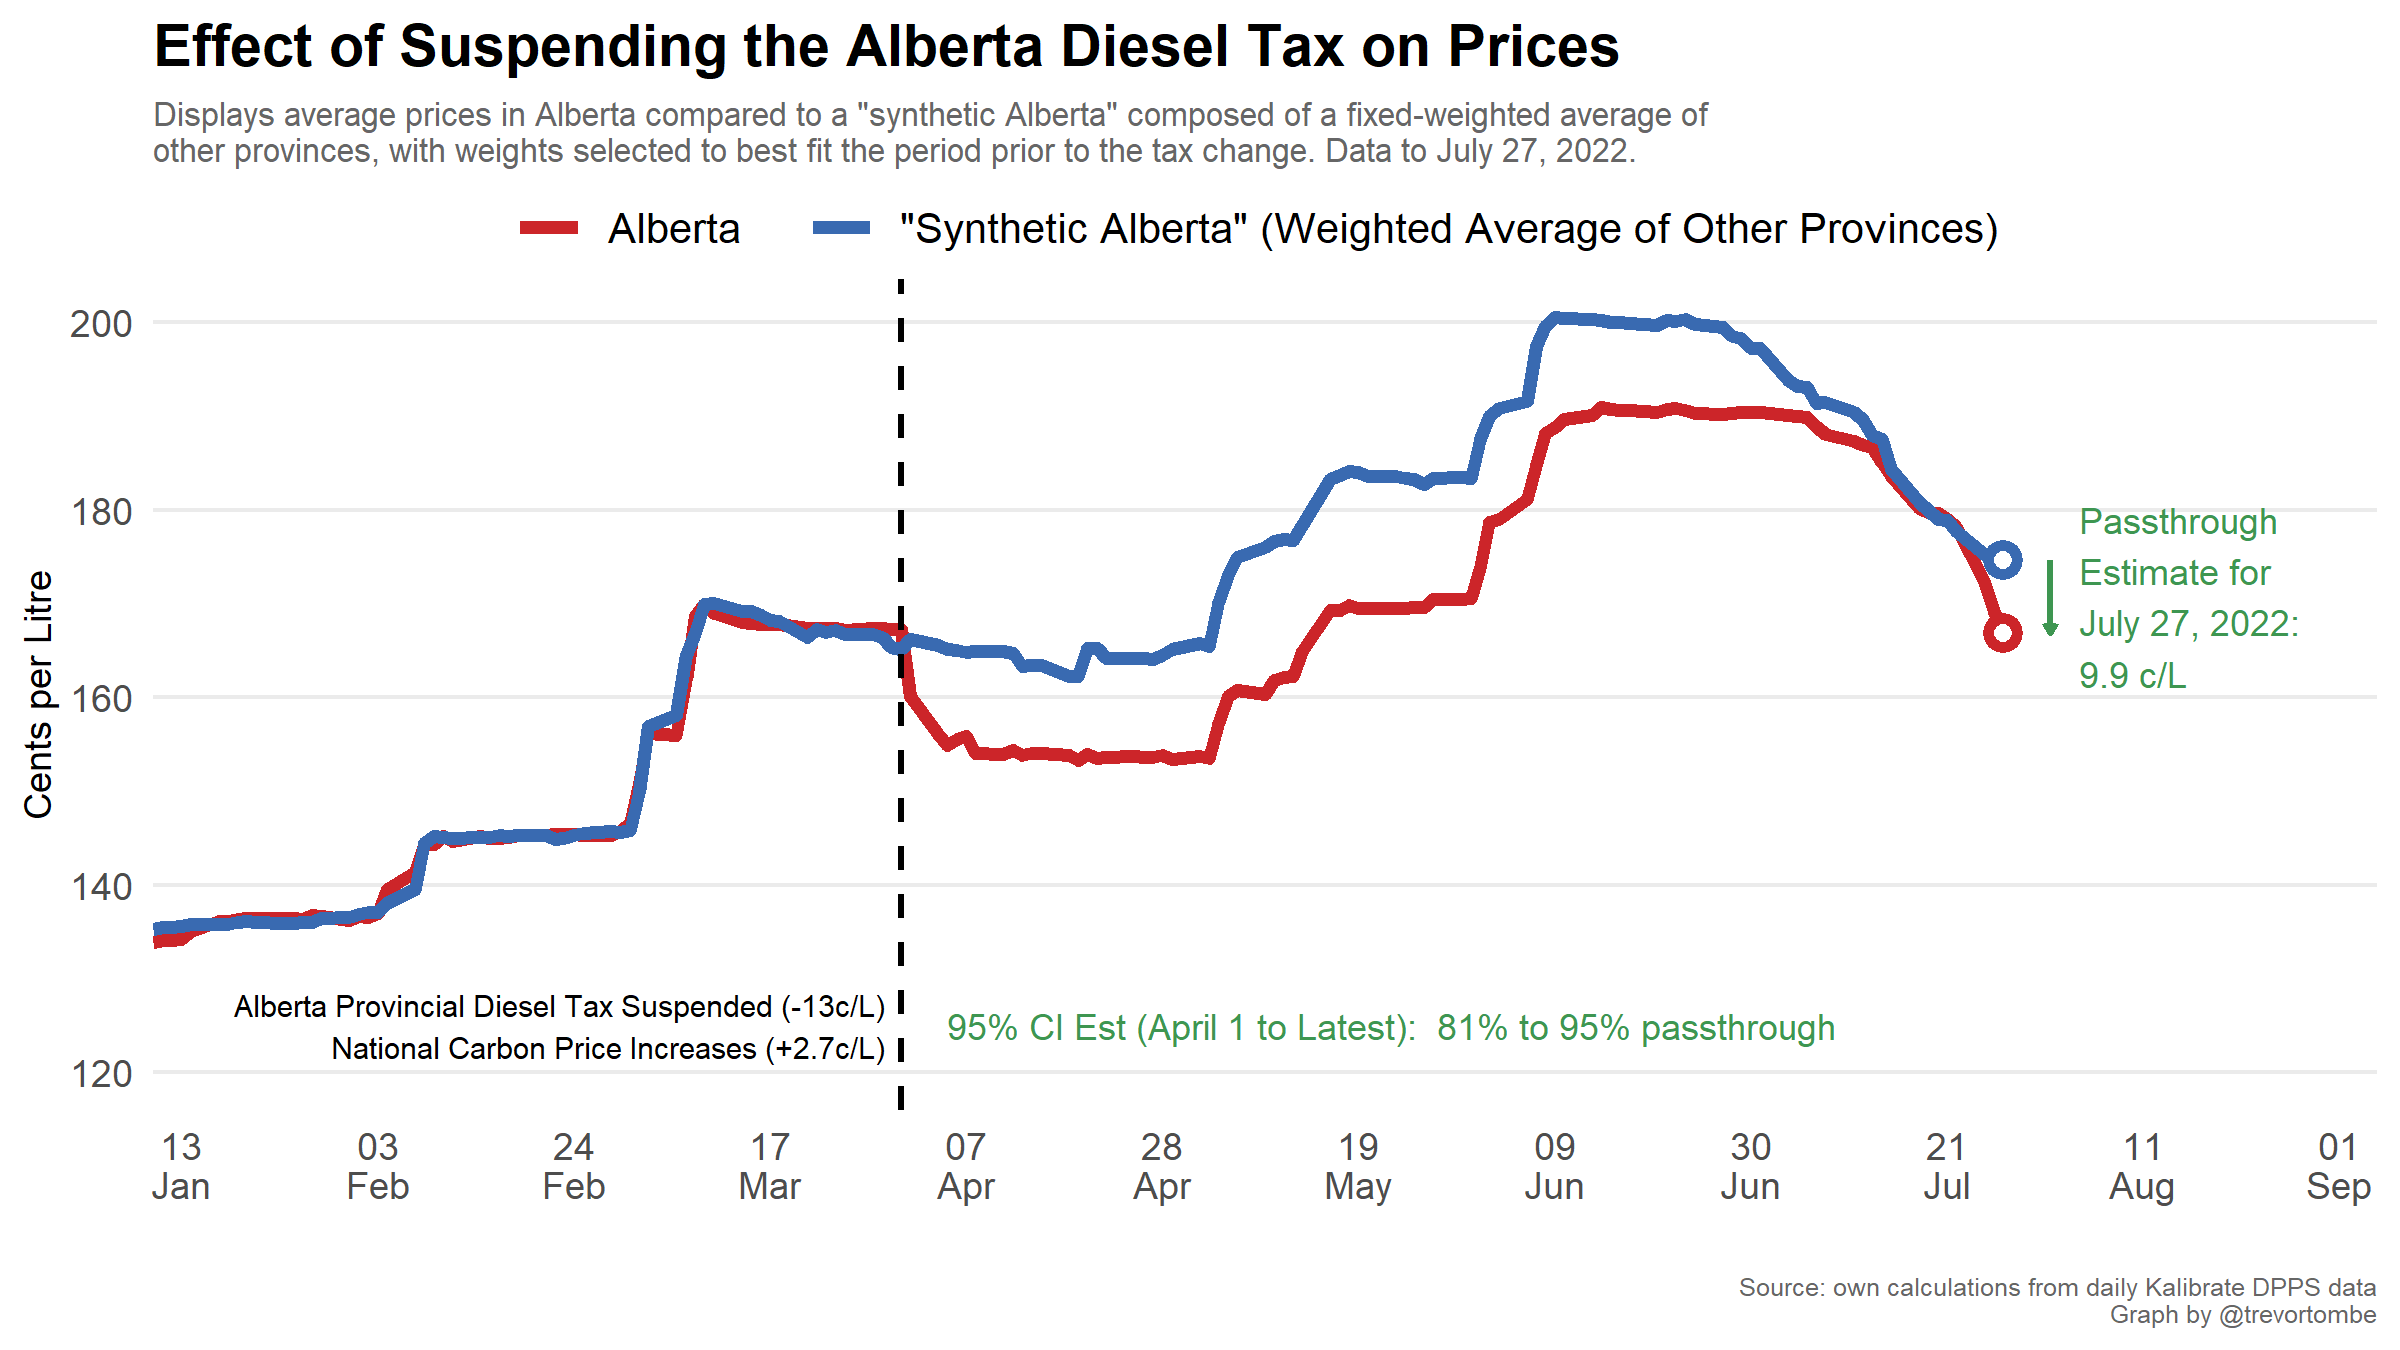 Effect of Suspending the Alberta Diesel Tax on Prices
Displays average prices in Alberta compared to a "synthetic Alberta" composed of a fixed-weighted average of
other provinces, with weights selected to best fit the period prior to the tax change. Data to July 27, 2022.
Alberta
"Synthetic Alberta" (Weighted Average of Other Provinces)
Cents per Litre
200
180
160
140
120
Passthrough
Estimate for
July 27, 2022:
9.9 c/L
Alberta Provincial Diesel Tax Suspended (-13c/L)
National Carbon Price Increases (+2.7c/L)
95% CI Est (April 1 to Latest):  81% to 95% passthrough
13 03 24 17 07 28 19 09 30 21 11 01
Jan Feb Feb Mar Apr Apr May Jun Jun Jul Aug Sep
Source: own calculations from daily Kalibrate DPPS data
Graph by @trevortombe